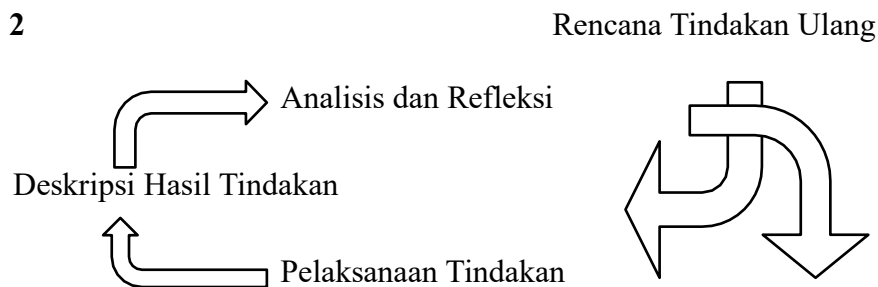 2 Rencana Tindakan Ulang
Analisis dan Refleksi
Deskripsi Hasil Tindakan
Pelaksanaan Tindakan